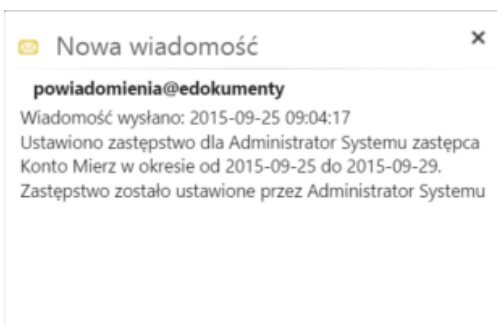 Nowa wiadomość
powiadomienia@edokumenty
Wiadomość wysłano: 2015-09-25 09:04:17
Ustawiono zastępstwo dla Administrator Systemu zastępca
Konto Mierz w okresie od 2015-09-25 do 2015-09-29.
Zastępstwo zostało ustawione przez Administrator Systemu